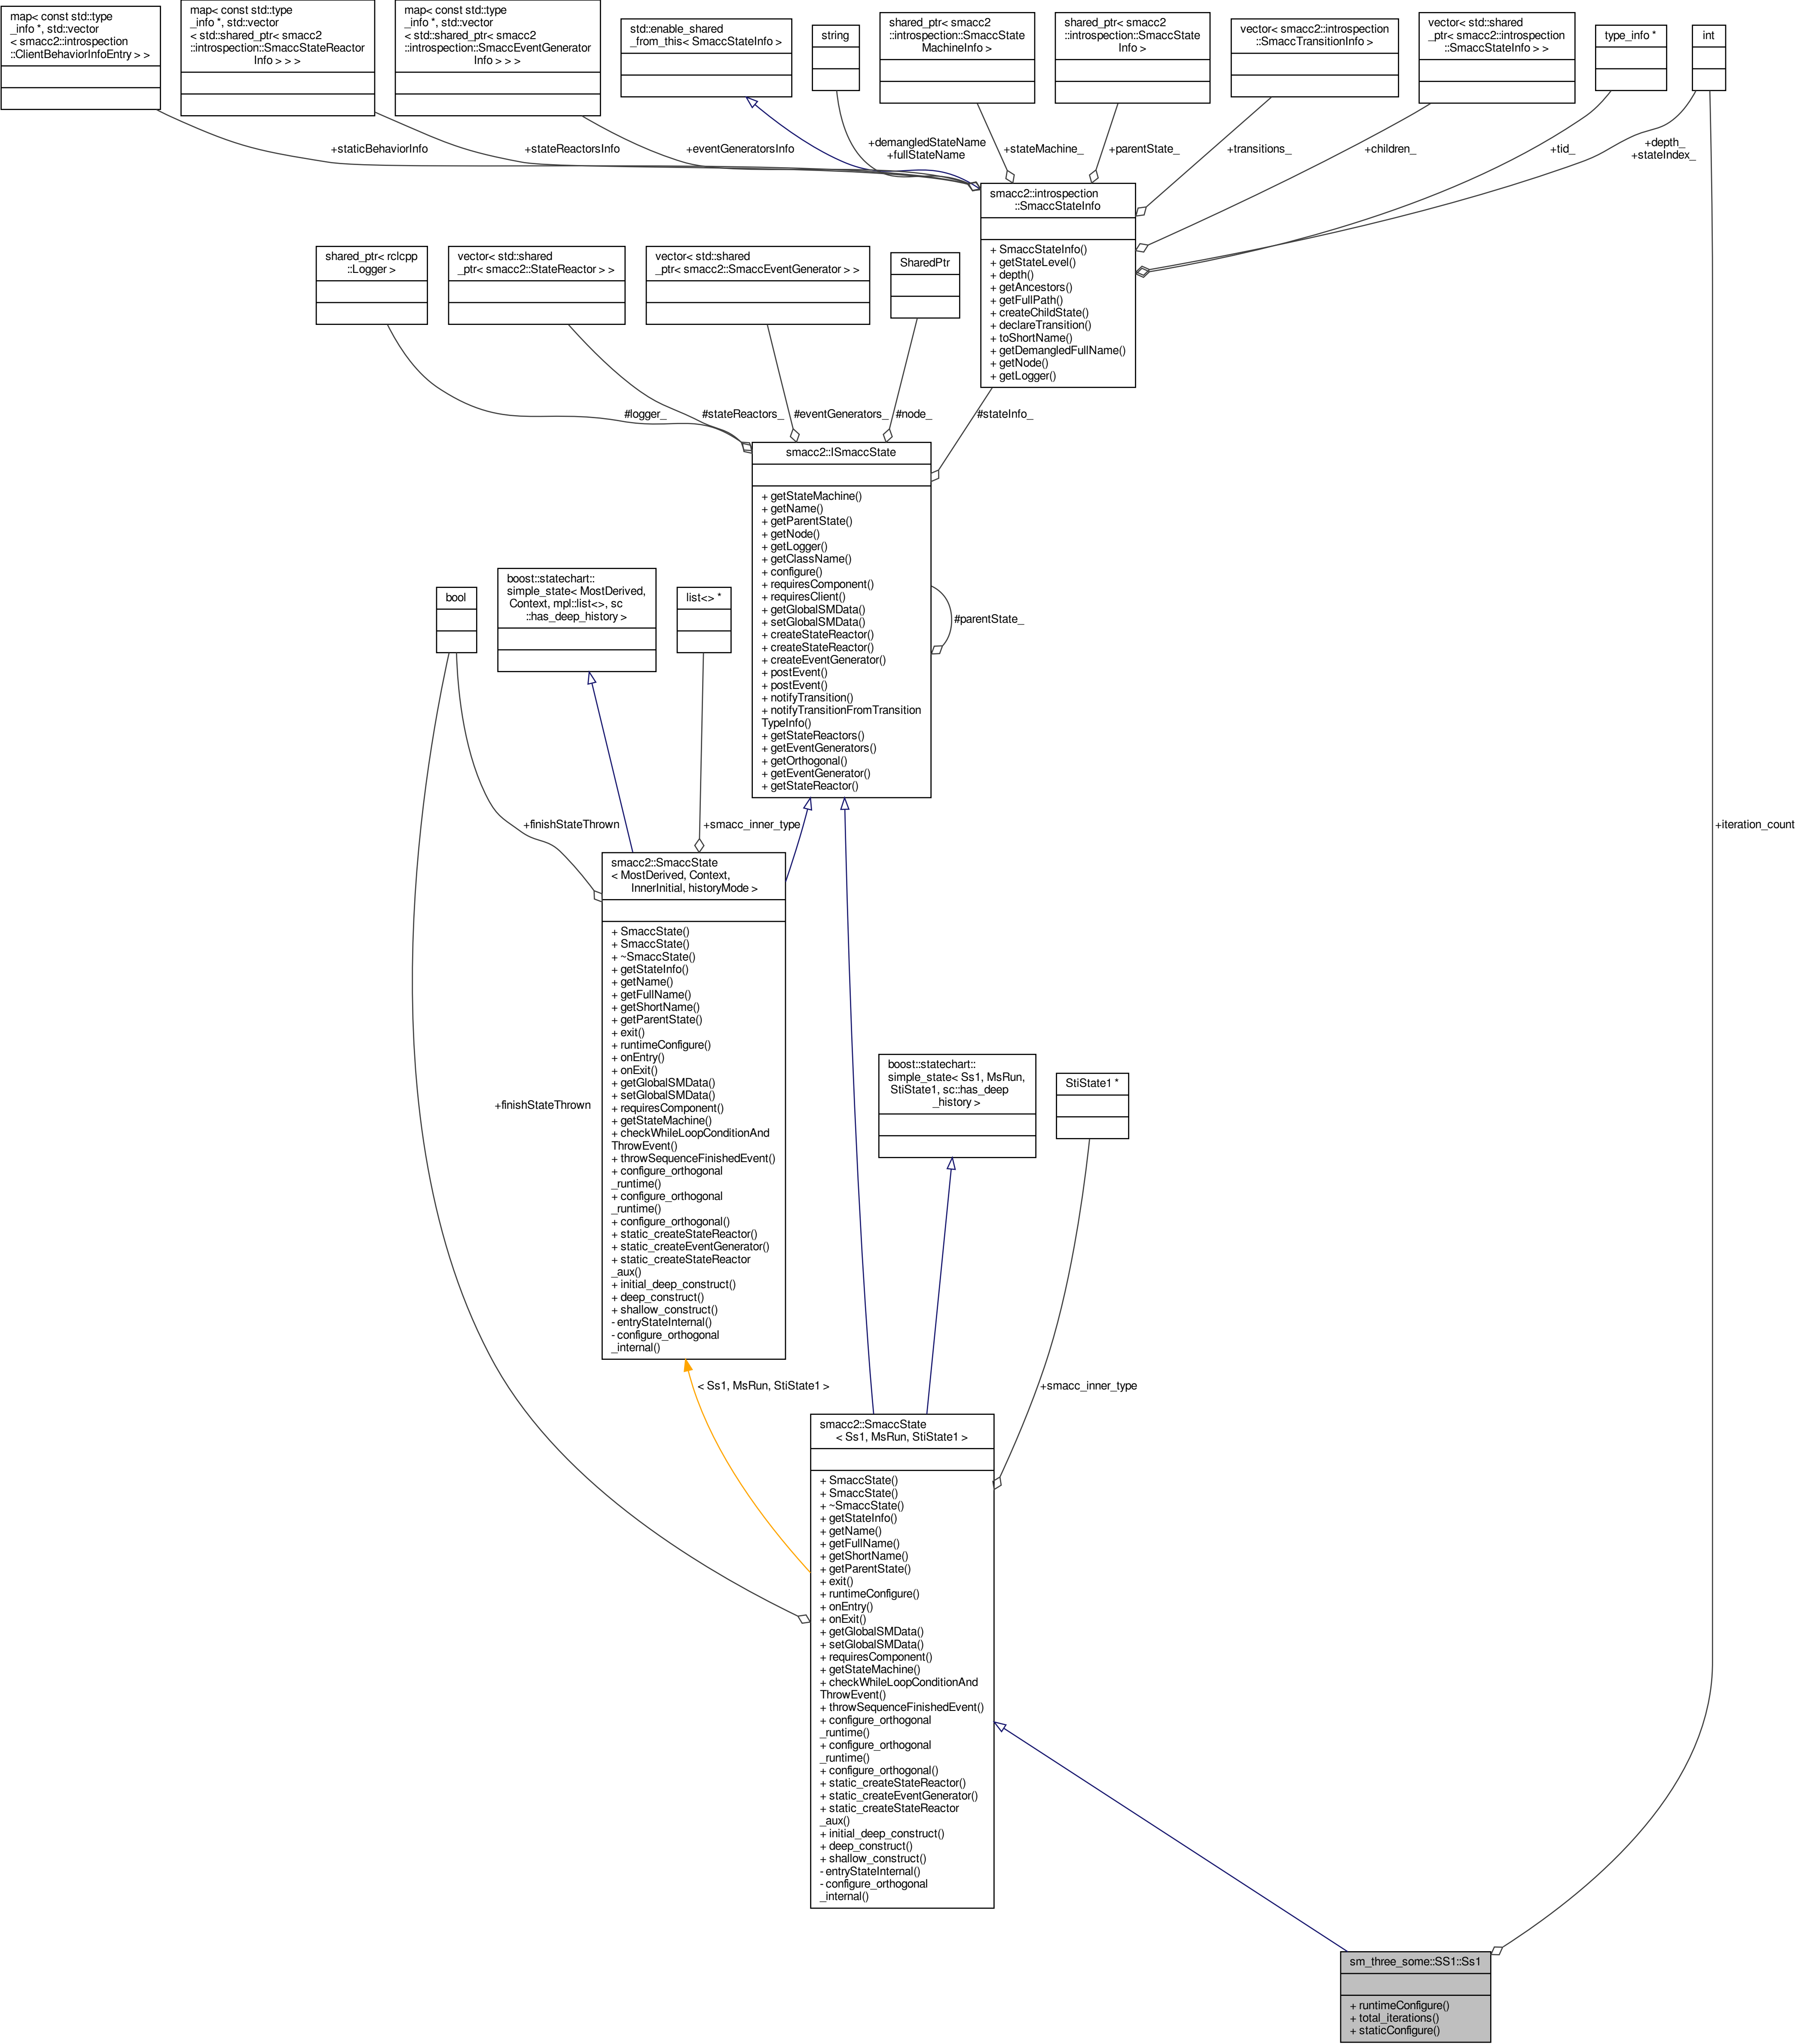 map< const std::type
_info *, std::vector
< smacc2::introspection
::ClientBehaviorInfoEntry > >
map< const std::type
_info *, std::vector
< std::shared_ptr< smacc2
::introspection::SmaccStateReactor
Info > > >
map< const std::type
_info *, std::vector
< std::shared_ptr< smacc2
::introspection::SmaccEventGenerator
Info > > >
std::enable_shared
_from_this< SmaccStateInfo >
string
shared_ptr< smacc2
::introspection::SmaccState
MachineInfo >
shared_ptr< smacc2
::introspection::SmaccState
Info >
vector< smacc2::introspection
::SmaccTransitionInfo >
vector< std::shared
_ptr< smacc2::introspection
::SmaccStateInfo > >
type_info *
int
+staticBehaviorInfo
+stateReactorsInfo
+eventGeneratorsInfo
+demangledStateName
+fullStateName
+stateMachine_
+parentState_
+transitions_
+children_
+tid_
+depth_
+stateIndex_
smacc2::introspection
::SmaccStateInfo
+ SmaccStateInfo()
+ getStateLevel()
+ depth()
+ getAncestors()
+ getFullPath()
+ createChildState()
+ declareTransition()
+ toShortName()
+ getDemangledFullName()
+ getNode()
+ getLogger()
shared_ptr< rclcpp
::Logger >
vector< std::shared
_ptr< smacc2::StateReactor > >
vector< std::shared
_ptr< smacc2::SmaccEventGenerator > >
SharedPtr
#logger_
#stateReactors_
#eventGenerators_
#node_
#stateInfo_
smacc2::ISmaccState
+ getStateMachine()
+ getName()
+ getParentState()
+ getNode()
+ getLogger()
+ getClassName()
+ configure()
+ requiresComponent()
+ requiresClient()
+ getGlobalSMData()
+ setGlobalSMData()
+ createStateReactor()
+ createStateReactor()
+ createEventGenerator()
+ postEvent()
+ postEvent()
+ notifyTransition()
+ notifyTransitionFromTransition
TypeInfo()
+ getStateReactors()
+ getEventGenerators()
+ getOrthogonal()
+ getEventGenerator()
+ getStateReactor()
#parentState_
bool
boost::statechart::
simple_state< MostDerived,
Context, mpl::list<>, sc
::has_deep_history >
list<> *
+finishStateThrown
+smacc_inner_type
+iteration_count
smacc2::SmaccState
< MostDerived, Context,
InnerInitial, historyMode >
+ SmaccState()
+ SmaccState()
+ ~SmaccState()
+ getStateInfo()
+ getName()
+ getFullName()
+ getShortName()
+ getParentState()
+ exit()
+ runtimeConfigure()
+ onEntry()
+ onExit()
+ getGlobalSMData()
+ setGlobalSMData()
+ requiresComponent()
+ getStateMachine()
+ checkWhileLoopConditionAnd
ThrowEvent()
+ throwSequenceFinishedEvent()
+ configure_orthogonal
_runtime()
+ configure_orthogonal
_runtime()
+ configure_orthogonal()
+ static_createStateReactor()
+ static_createEventGenerator()
+ static_createStateReactor
_aux()
+ initial_deep_construct()
+ deep_construct()
+ shallow_construct()
- entryStateInternal()
- configure_orthogonal
_internal()
+finishStateThrown
boost::statechart::
simple_state< Ss1, MsRun,
StiState1, sc::has_deep
_history >
StiState1 *
< Ss1, MsRun, StiState1 >
+smacc_inner_type
smacc2::SmaccState
< Ss1, MsRun, StiState1 >
+ SmaccState()
+ SmaccState()
+ ~SmaccState()
+ getStateInfo()
+ getName()
+ getFullName()
+ getShortName()
+ getParentState()
+ exit()
+ runtimeConfigure()
+ onEntry()
+ onExit()
+ getGlobalSMData()
+ setGlobalSMData()
+ requiresComponent()
+ getStateMachine()
+ checkWhileLoopConditionAnd
ThrowEvent()
+ throwSequenceFinishedEvent()
+ configure_orthogonal
_runtime()
+ configure_orthogonal
_runtime()
+ configure_orthogonal()
+ static_createStateReactor()
+ static_createEventGenerator()
+ static_createStateReactor
_aux()
+ initial_deep_construct()
+ deep_construct()
+ shallow_construct()
- entryStateInternal()
- configure_orthogonal
_internal()
sm_three_some::SS1::Ss1
+ runtimeConfigure()
+ total_iterations()
+ staticConfigure()